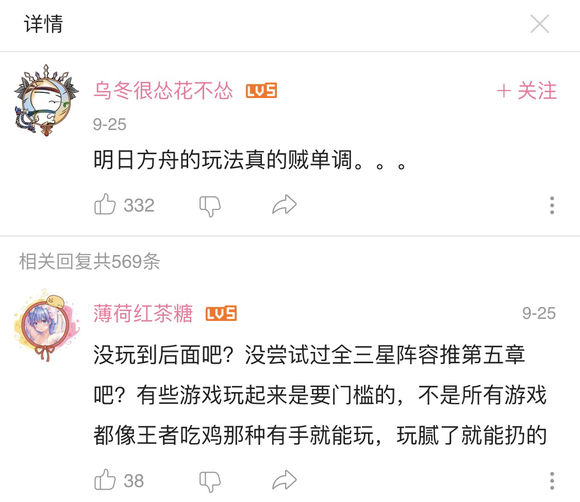 详情
乌冬很怂花不怂 LV5
+ 关注
9-25
明日方舟的玩法真的贼单调。。。
332
相关回复共569条
薄荷红茶糖 LV5
9-25
没玩到后面吧？没尝试过全三星阵容推第五章
吧？有些游戏玩起来是要门槛的，不是所有游戏
都像王者吃鸡那种有手就能玩，玩腻了就能扔的
38